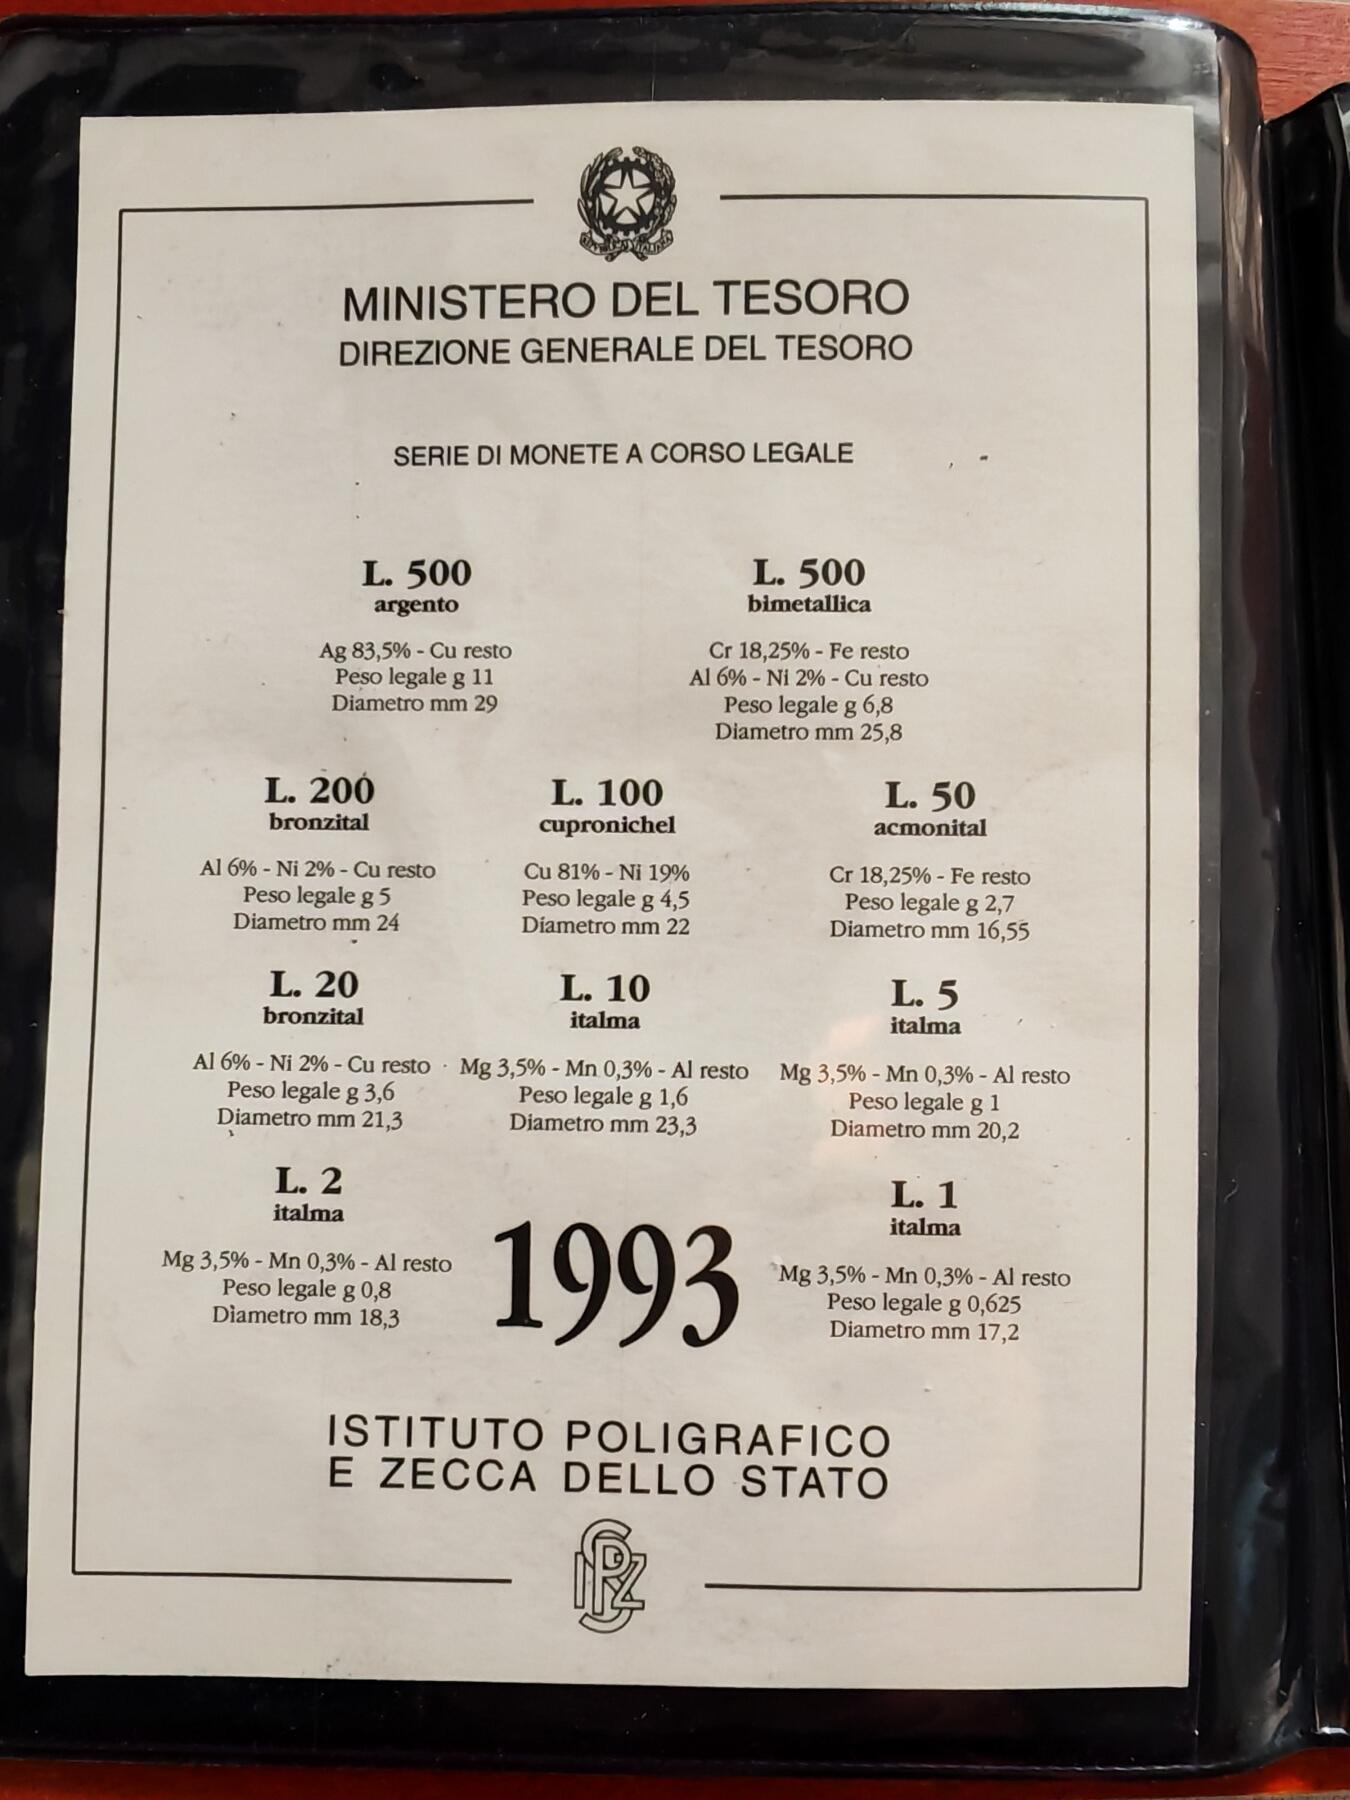 REPVBBLICA ITALIANA
MINISTERO DEL TESORO
DIREZIONE GENERALE DEL TESORO
SERIE DI MONETE A CORSO LEGALE
L. 500
argento
Ag 83,5% - Cu resto
Peso legale g 11
Diametro mm 29
L. 500
bimetallica
Cr 18,25% - Fe resto
Al 6% - Ni 2% - Cu resto
Peso legale g 6,8
Diametro mm 25,8
L. 200
bronzital
Al 6% - Ni 2% - Cu resto
Peso legale g 5
Diametro mm 24
L. 100
cupronichel
Cu 81% - Ni 19%
Peso legale g 4,5
Diametro mm 22
L. 50
acmonital
Cr 18,25% - Fe resto
Peso legale g 2,7
Diametro mm 16,55
L. 20
bronzital
Al 6% - Ni 2% - Cu resto
Peso legale g 3,6
Diametro mm 21,3
L. 10
italma
Mg 3,5% - Mn 0,3% - Al resto
Peso legale g 1,6
Diametro mm 23,3
L. 5
italma
Mg 3,5% - Mn 0,3% - Al resto
Peso legale g 1
Diametro mm 20,2
L. 2
italma
Mg 3,5% - Mn 0,3% - Al resto
Peso legale g 0,8
Diametro mm 18,3
1993
L. 1
italma
Mg 3,5% - Mn 0,3% - Al resto
Peso legale g 0,625
Diametro mm 17,2
ISTITUTO POLIGRAFICO
E ZECCA DELLO STATO
IPZS